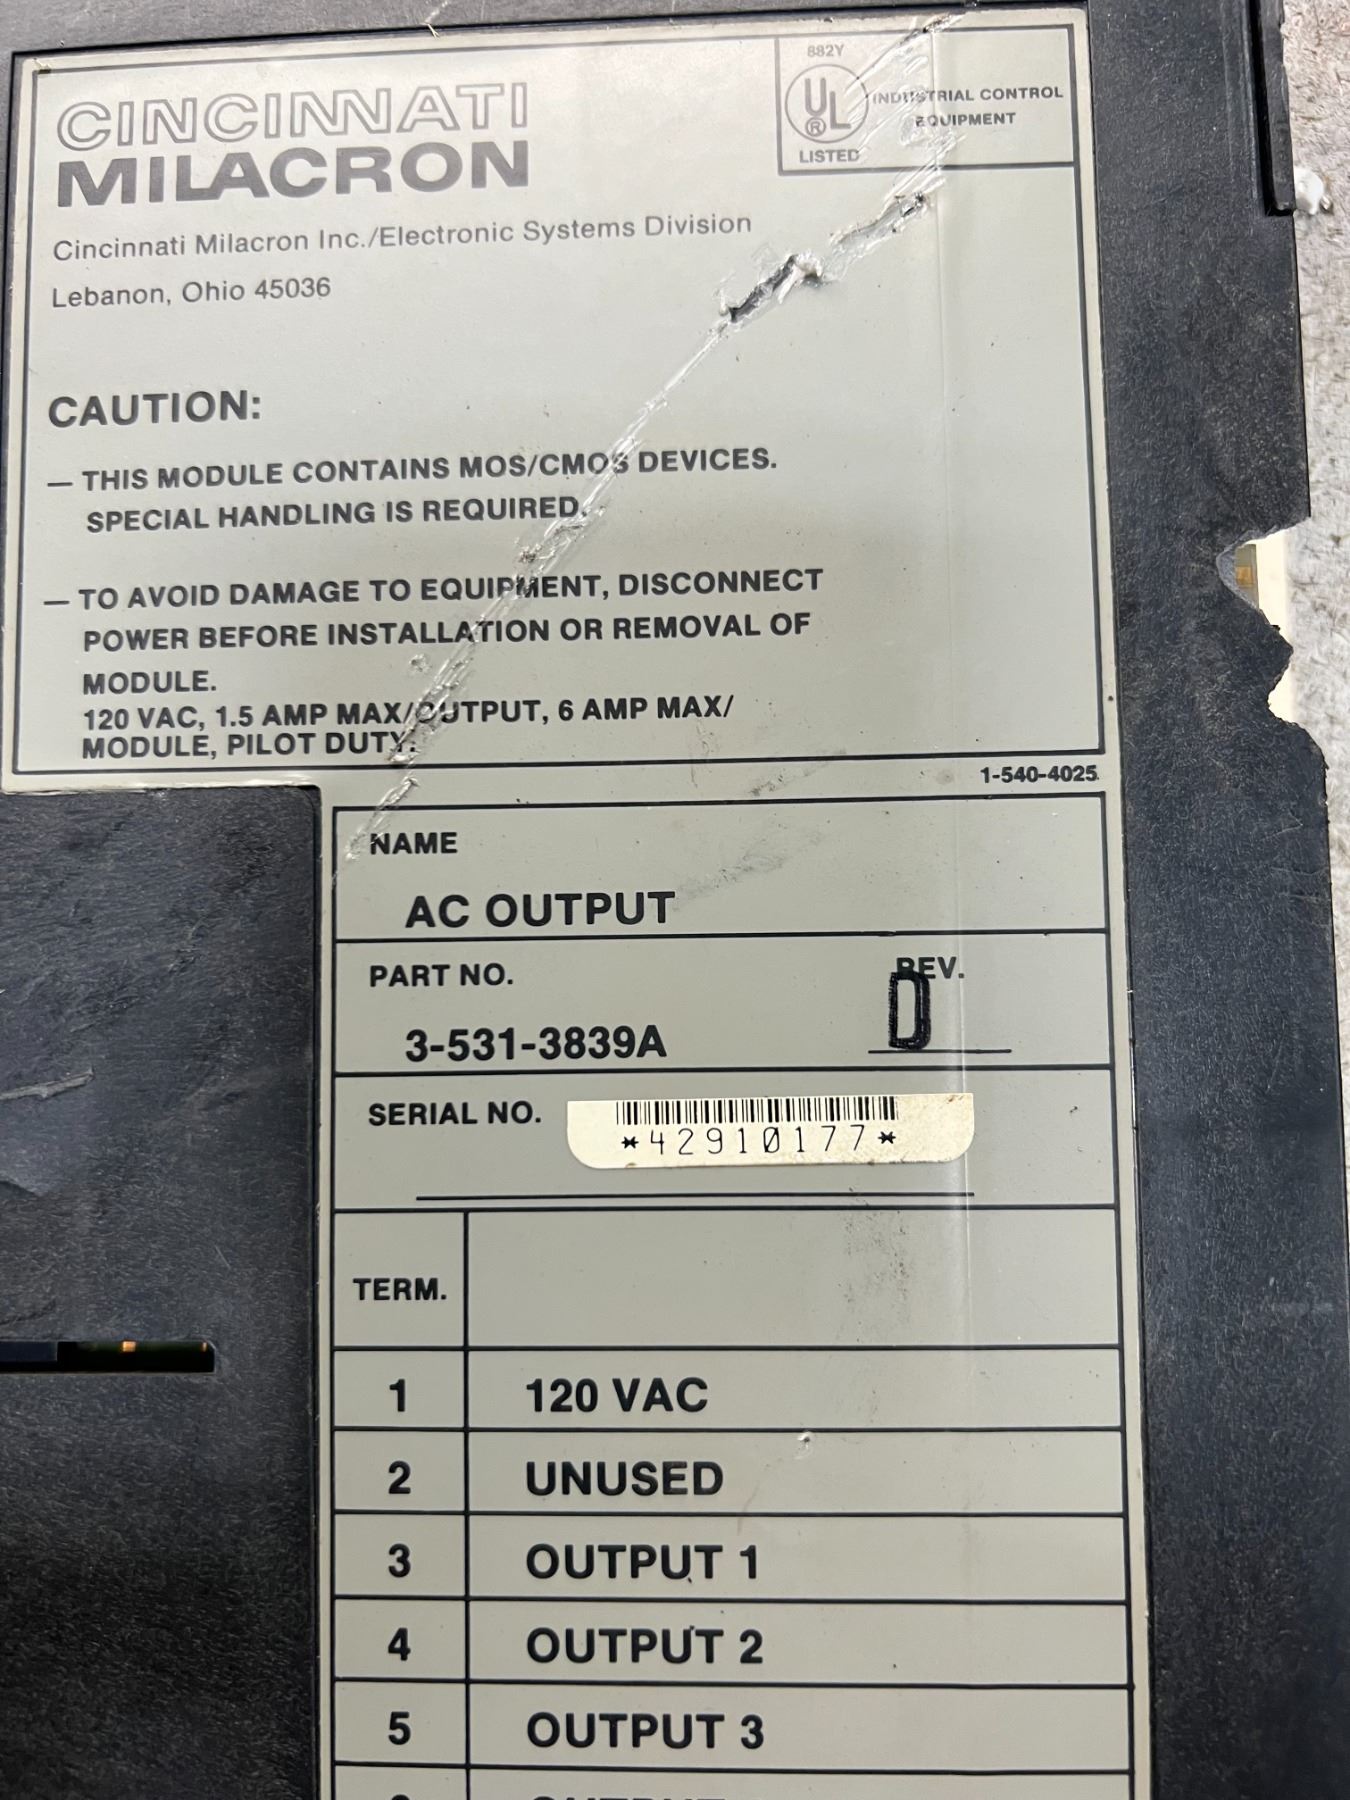 882Y
UL
®
LISTED
INDUSTRIAL CONTROL
EQUIPMENT
CINCINNATI
MILACRON
Cincinnati Milacron Inc./Electronic Systems Division
Lebanon, Ohio 45036
CAUTION:
— THIS MODULE CONTAINS MOS/CMOS DEVICES.
SPECIAL HANDLING IS REQUIRED.
— TO AVOID DAMAGE TO EQUIPMENT, DISCONNECT
POWER BEFORE INSTALLATION OR REMOVAL OF
MODULE.
120 VAC, 1.5 AMP MAX/OUTPUT, 6 AMP MAX/
MODULE, PILOT DUTY.
1-540-4025
NAME
AC OUTPUT
PART NO. REV.
3-531-3839A D
SERIAL NO.
*42910177*
TERM.
1 120 VAC
2 UNUSED
3 OUTPUT 1
4 OUTPUT 2
5 OUTPUT 3